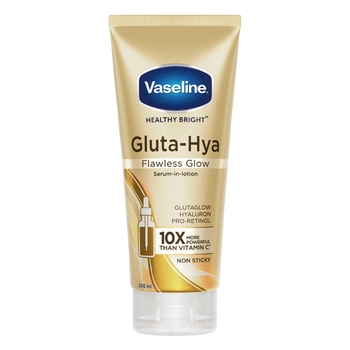 Vaseline.
HEALTHY BRIGHT™
Gluta-Hya
Flawless Glow
Serum-in-lotion
GLUTAGLOW
HYALURON
PRO-RETINOL
10X MORE
POWERFUL
THAN VITAMIN C*
NON STICKY
200 ml